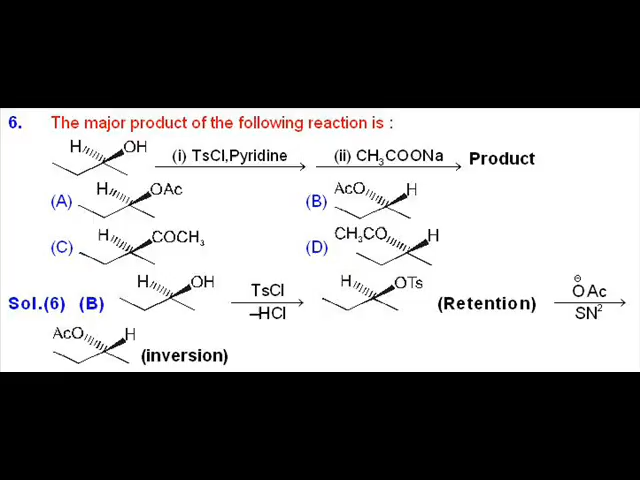 6. The major product of the following reaction is :
H OH (i) TsCl,Pyridine (ii) CH₃COONa Product
(A) H OAc (B) AcO H
(C) H COCH₃ (D) CH₃CO H
Sol.(6) (B) H OH TsCl –HCl H OTs (Retention) ⊖ O Ac SN²
AcO H (inversion)